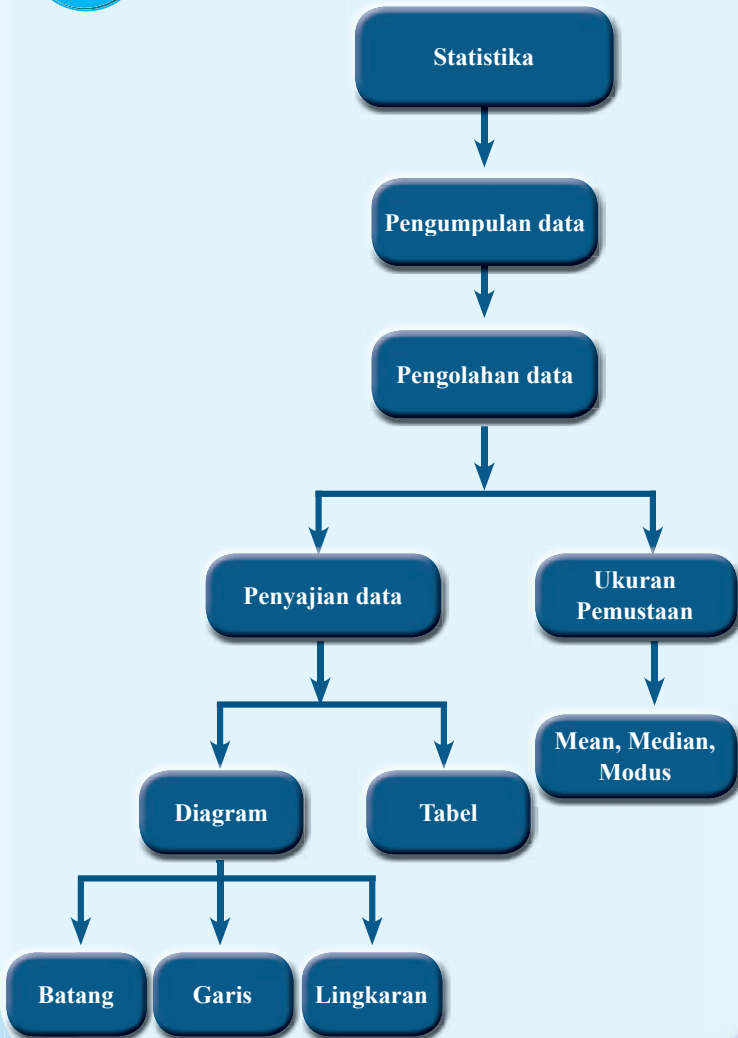 Statistika
Pengumpulan data
Pengolahan data
Penyajian data
Ukuran
Pemustaan
Mean, Median,
Modus
Diagram
Tabel
Batang
Garis
Lingkaran